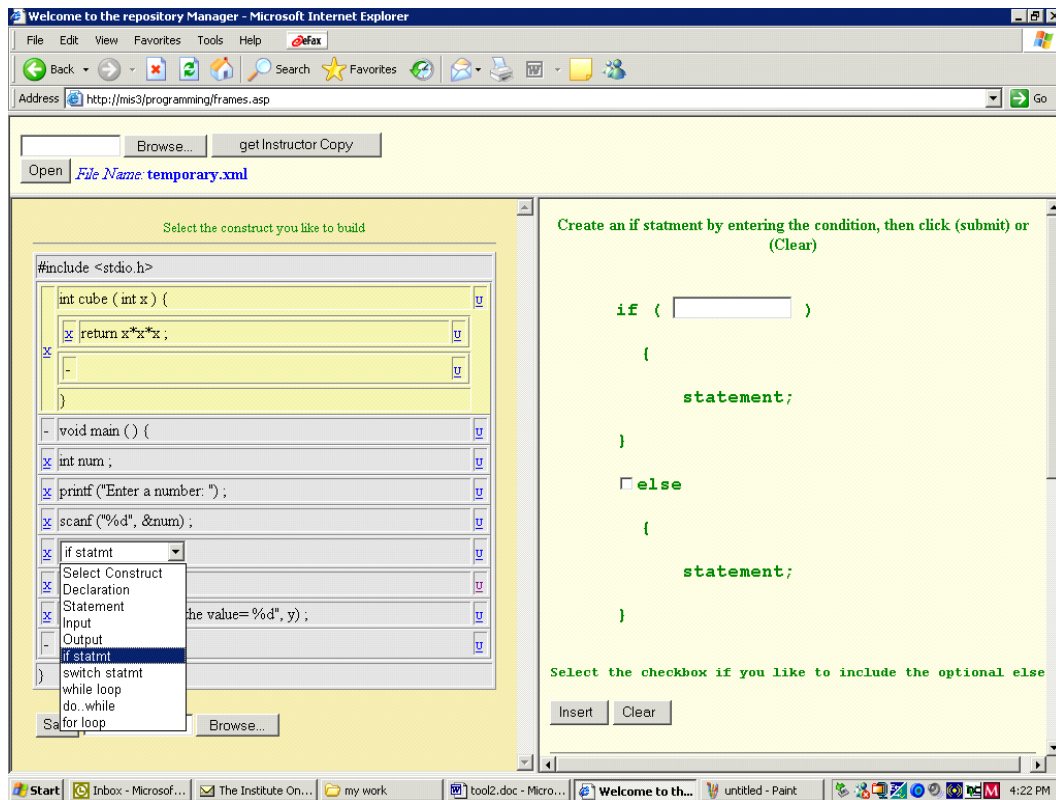 Welcome to the repository Manager - Microsoft Internet Explorer
File Edit View Favorites Tools Help eFax
Back Search Favorites
Address http://mis3/programming/frames.asp Go
Browse... get Instructor Copy
Open File Name: temporary.xml
Select the construct you like to build
#include <stdio.h>
int cube ( int x ) { u
x
x return x*x*x ; u
- u
}
- void main ( ) { u
x int num ; u
x printf ("Enter a number: ") ; u
x scanf ("%d", &num) ; u
x if statmt u
Select Construct
x u
Declaration
Statement
x he value= %d", y) ; u
Input
Output
- u
if statmt
} switch statmt
while loop
do..while
for loop
Sa Browse...
Create an if statment by entering the condition, then click (submit) or
(Clear)
if ( )
{
statement;
}
else
{
statement;
}
Select the checkbox if you like to include the optional else
Insert Clear
Start Inbox - Microsof... The Institute On... my work tool2.doc - Micro... Welcome to th... untitled - Paint 4:22 PM